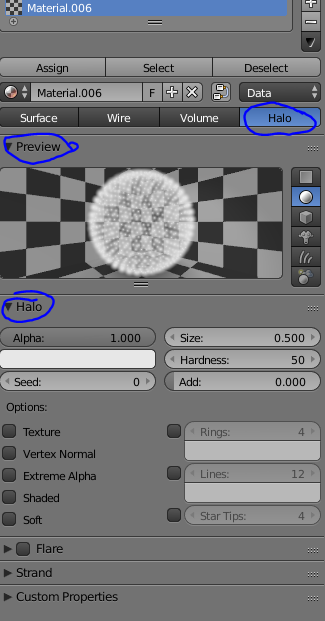 Material.006
Assign Select Deselect
Material.006 F Data
Surface Wire Volume Halo
Preview
Halo
Alpha: 1.000 Size: 0.500
Hardness: 50
Seed: 0 Add: 0.000
Options:
Texture Rings: 4
Vertex Normal
Extreme Alpha Lines: 12
Shaded
Soft Star Tips: 4
Flare
Strand
Custom Properties